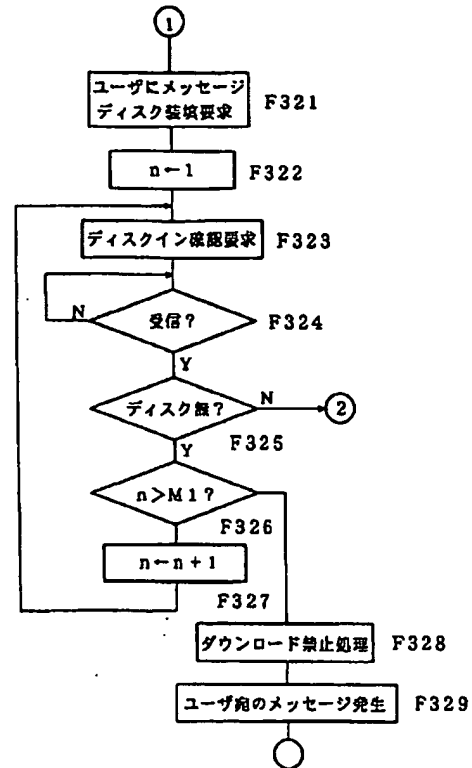 1
ユーザにメッセージ
ディスク装填要求
F321
n←1
F322
ディスクイン確認要求
F323
N
受信?
F324
Y
ディスク無?
N
2
F325
Y
n>M1?
F326
n←n+1
F327
ダウンロード禁止処理
F328
ユーザ宛のメッセージ発生
F329